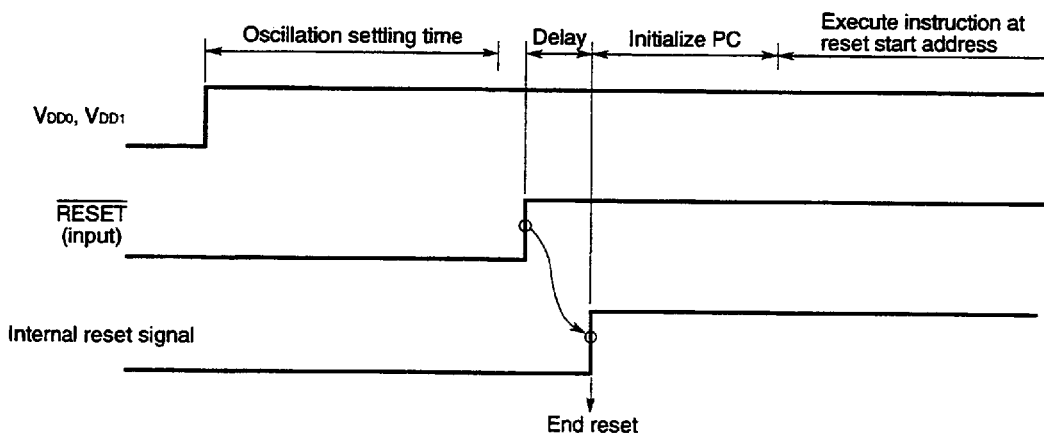 Oscillation settling time
Delay
Initialize PC
Execute instruction at
reset start address
VDD0, VDD1
RESET
(input)
Internal reset signal
End reset